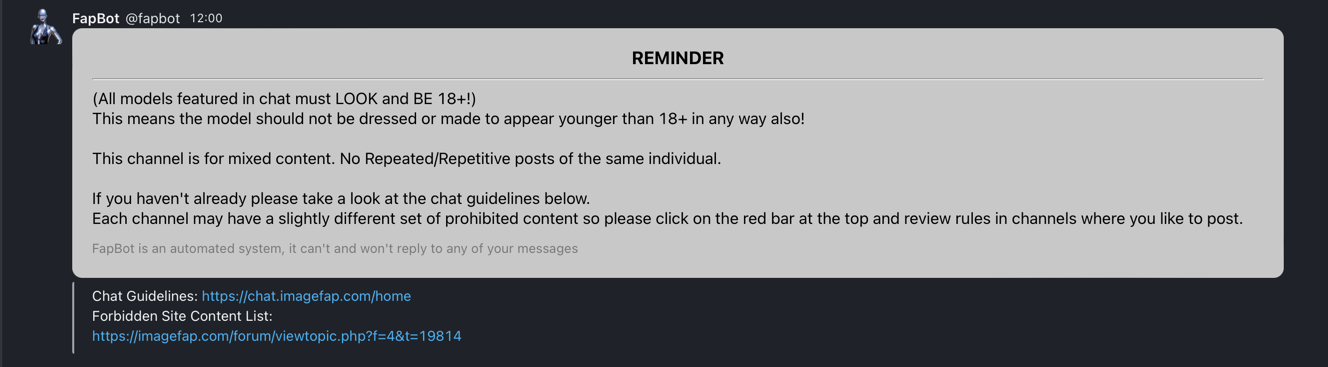 FapBot @fapbot 12:00
REMINDER
(All models featured in chat must LOOK and BE 18+!)
This means the model should not be dressed or made to appear younger than 18+ in any way also!
This channel is for mixed content. No Repeated/Repetitive posts of the same individual.
If you haven't already please take a look at the chat guidelines below.
Each channel may have a slightly different set of prohibited content so please click on the red bar at the top and review rules in channels where you like to post.
FapBot is an automated system, it can't and won't reply to any of your messages
Chat Guidelines: https://chat.imagefap.com/home
Forbidden Site Content List:
https://imagefap.com/forum/viewtopic.php?f=4&t=19814